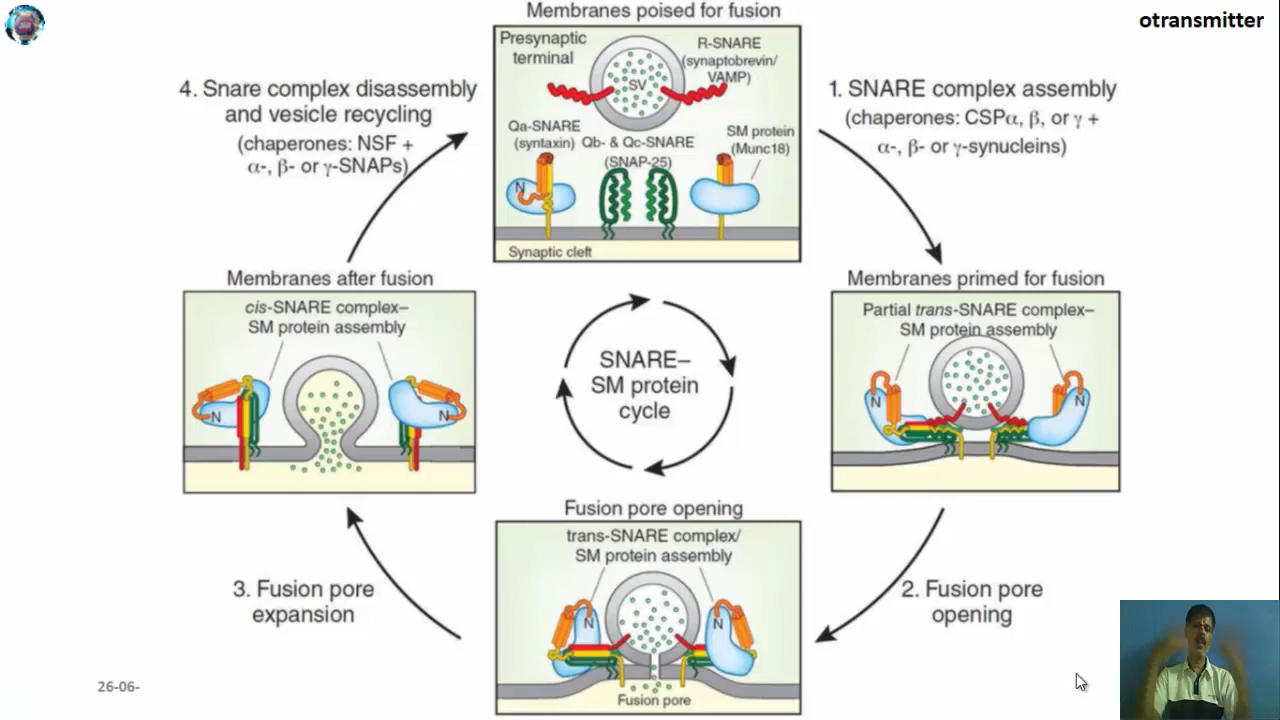 otransmitter
Membranes poised for fusion
Presynaptic
terminal
R-SNARE
(synaptobrevin/
VAMP)
SV
Qa-SNARE
(syntaxin)
Qb- & Qc-SNARE
(SNAP-25)
SM protein
(Munc18)
N
Synaptic cleft
1. SNARE complex assembly
(chaperones: CSPα, β, or γ +
α-, β- or γ-synucleins)
Membranes primed for fusion
Partial trans-SNARE complex–
SM protein assembly
N
N
2. Fusion pore
opening
Fusion pore opening
trans-SNARE complex/
SM protein assembly
N
N
Fusion pore
3. Fusion pore
expansion
Membranes after fusion
cis-SNARE complex–
SM protein assembly
N
N
4. Snare complex disassembly
and vesicle recycling
(chaperones: NSF +
α-, β- or γ-SNAPs)
SNARE–
SM protein
cycle
26-06-